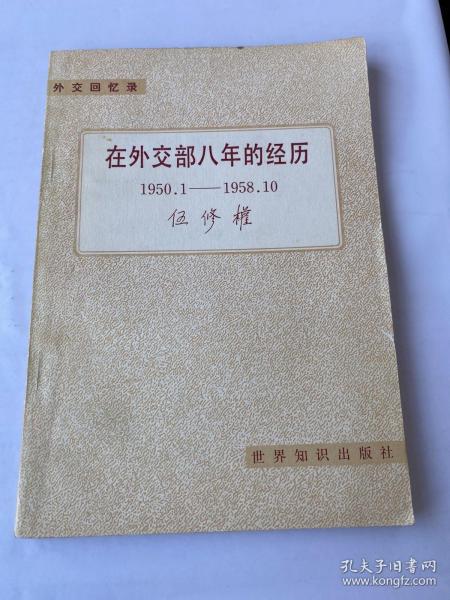 外交回忆录
在外交部八年的经历
1950.1——1958.10
伍修权
世界知识出版社
孔夫子旧书网
www.kongfz.com